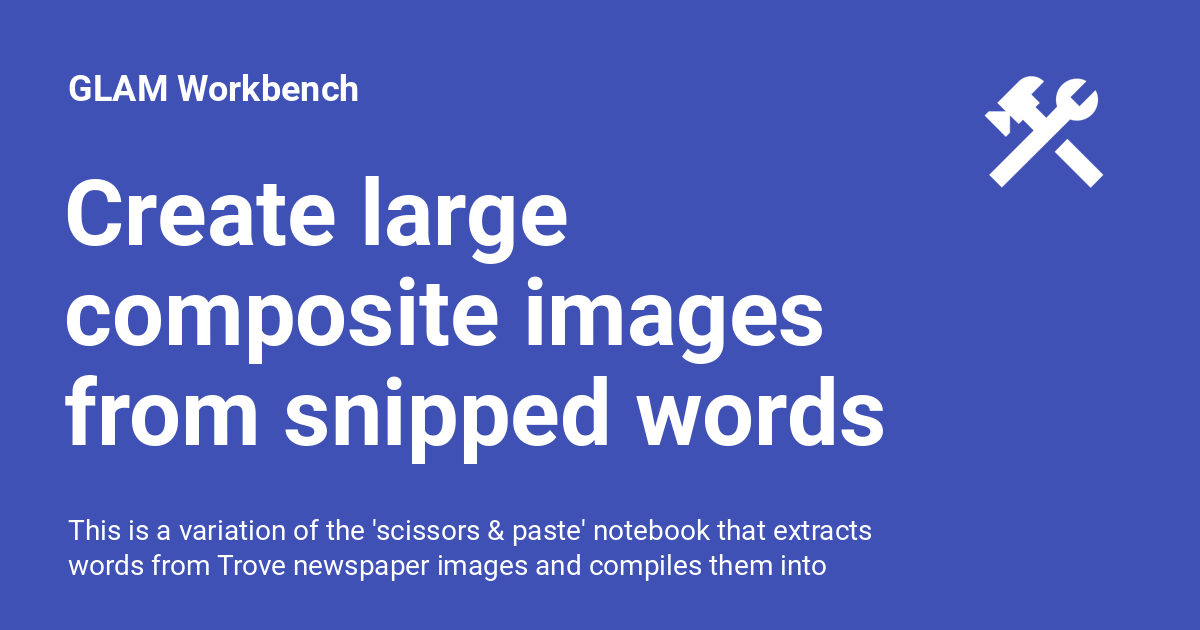 GLAM Workbench
Create large
composite images
from snipped words
This is a variation of the 'scissors & paste' notebook that extracts
words from Trove newspaper images and compiles them into